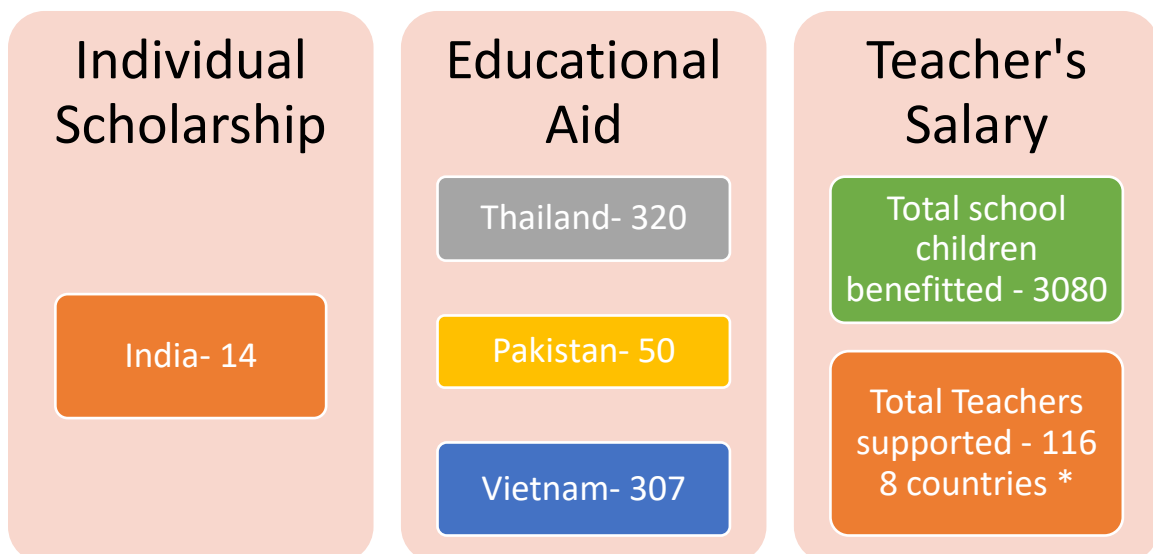 Individual
Scholarship
India- 14
Educational
Aid
Thailand- 320
Pakistan- 50
Vietnam- 307
Teacher's
Salary
Total school
children
benefitted - 3080
Total Teachers
supported - 116
8 countries *